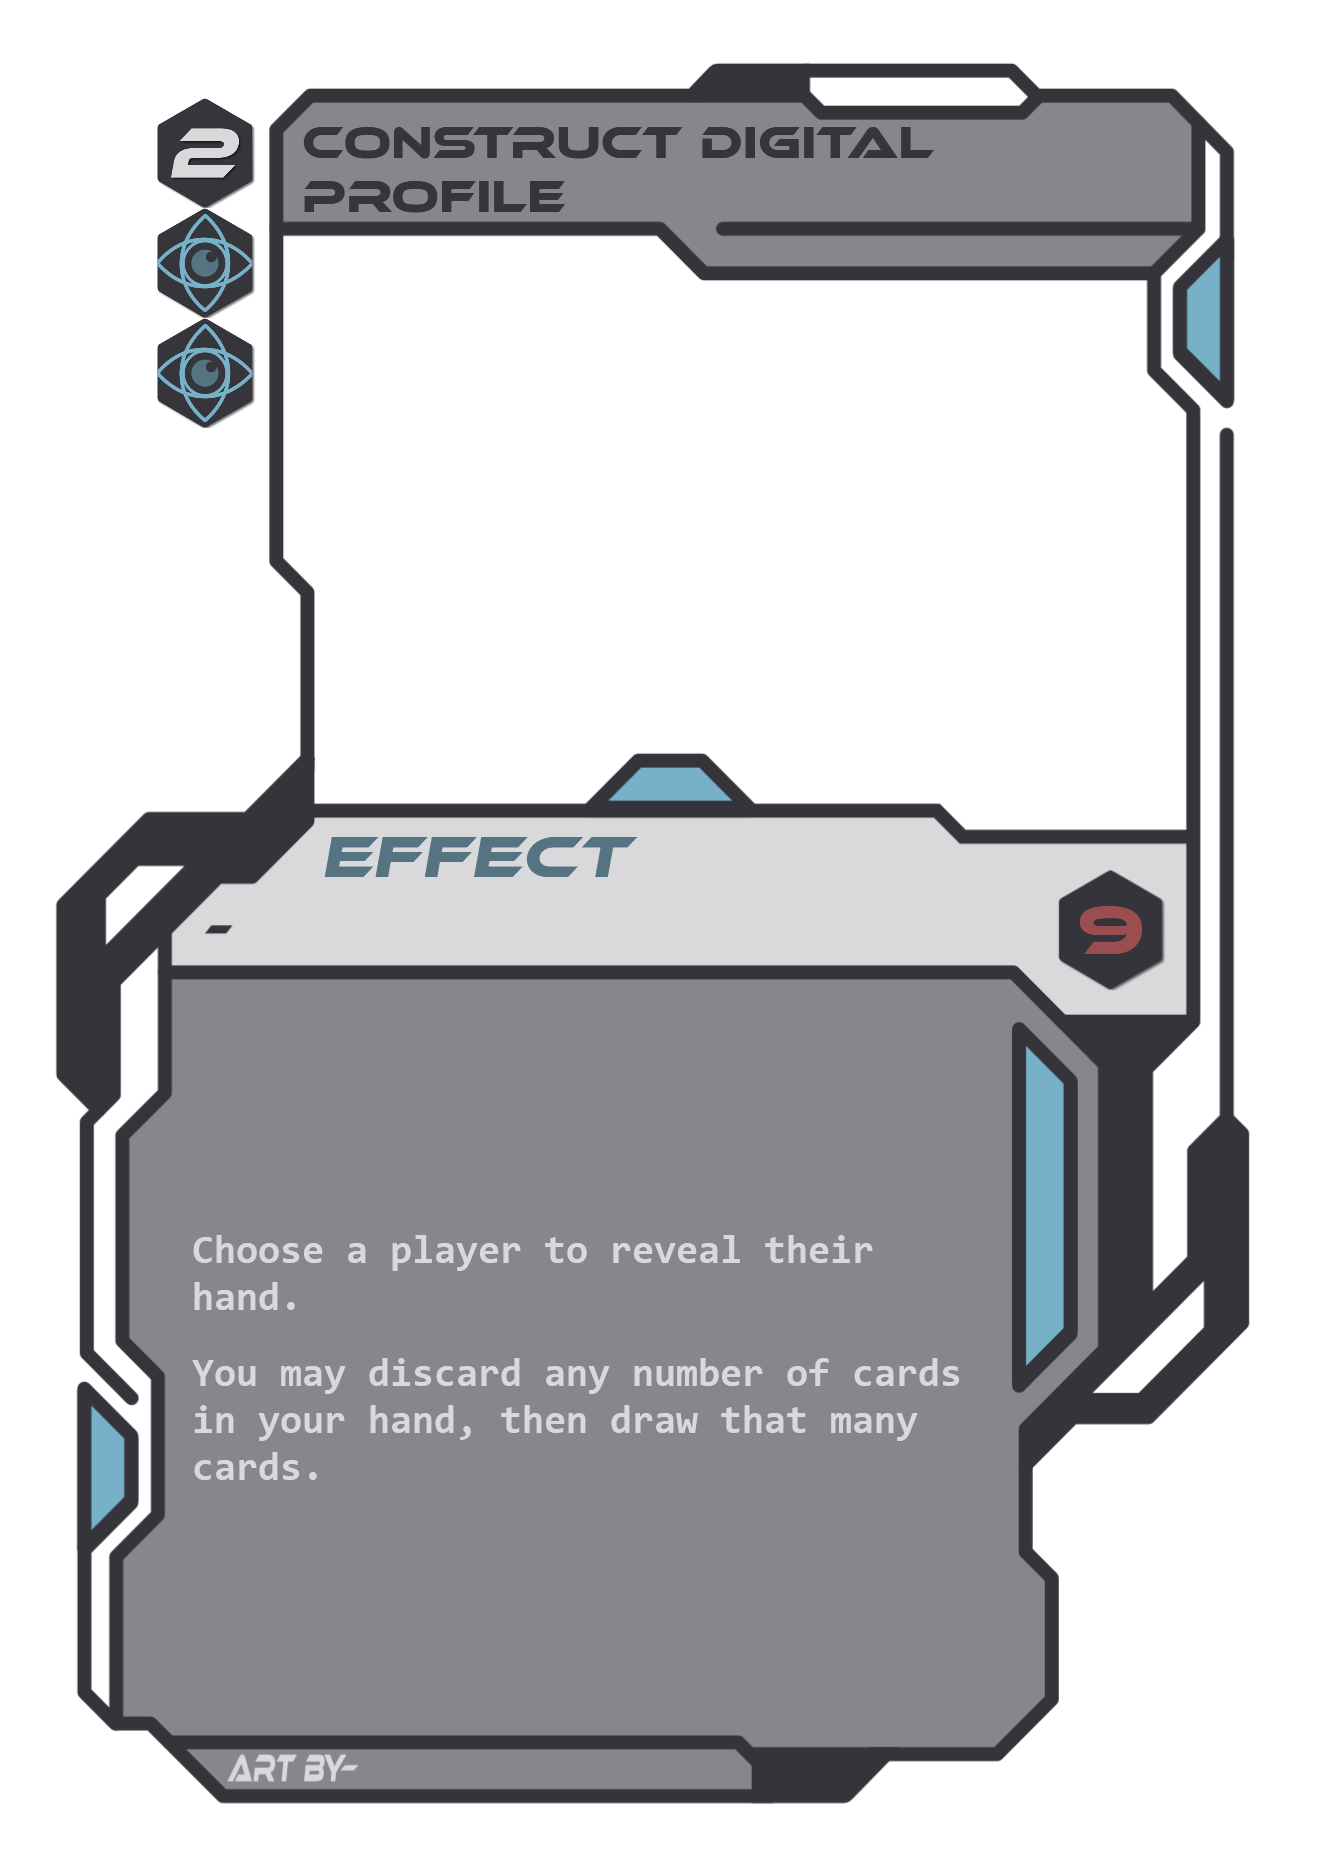 2
CONSTRUCT DIGITAL
PROFILE
EFFECT
-
9
Choose a player to reveal their
hand.
You may discard any number of cards
in your hand, then draw that many
cards.
ART BY-